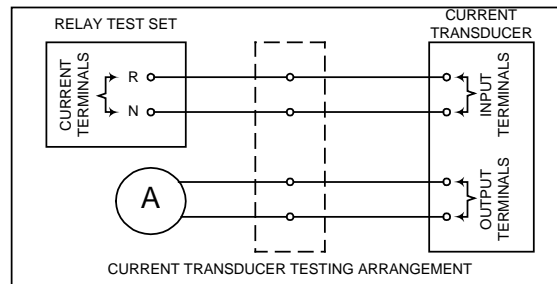 RELAY TEST SET
CURRENT
TRANSDUCER
CURRENT
TERMINALS
R
N
INPUT
TERMINALS
A
OUTPUT
TERMINALS
CURRENT TRANSDUCER TESTING ARRANGEMENT